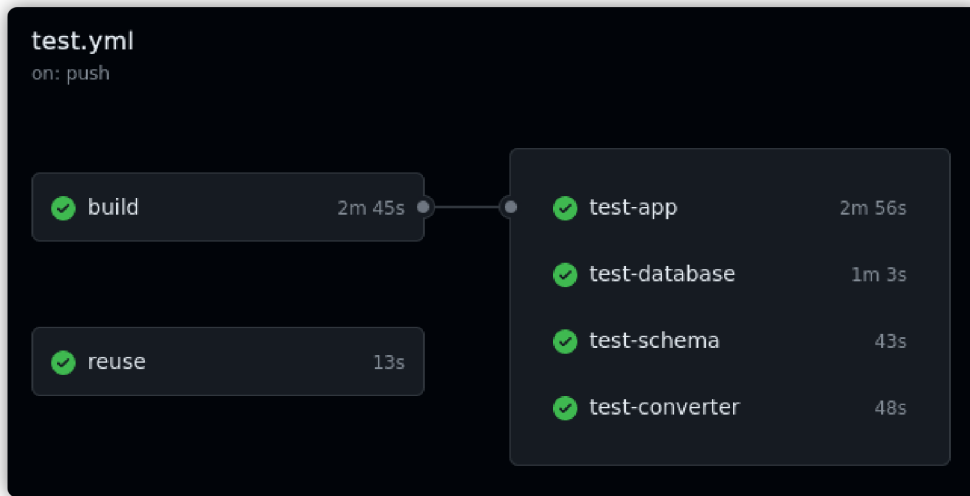 test.yml
on: push
build 2m 45s
reuse 13s
test-app 2m 56s
test-database 1m 3s
test-schema 43s
test-converter 48s